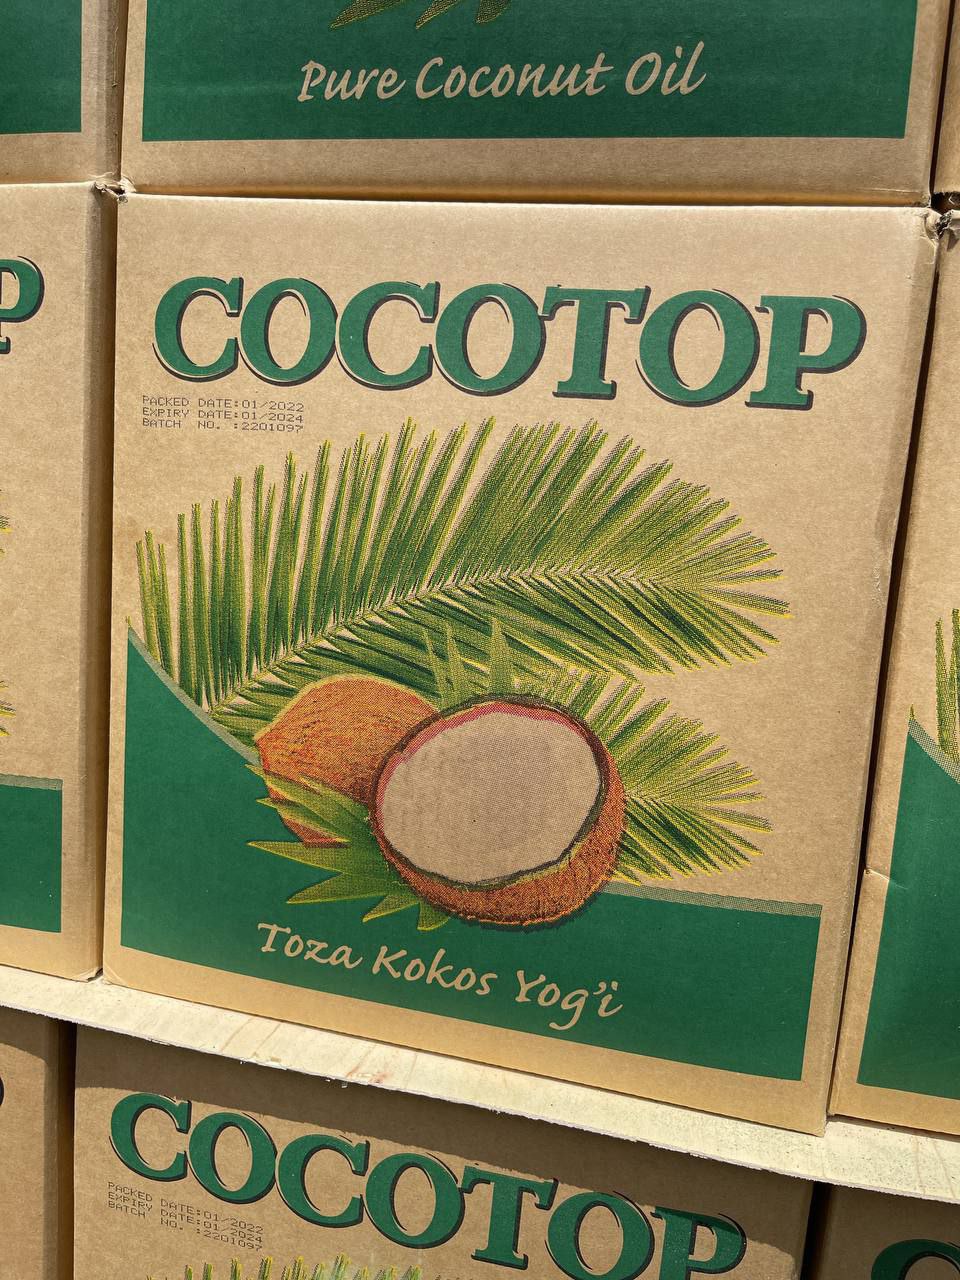 Pure Coconut Oil
COCOTOP
PACKED DATE:01/2022
EXPIRY DATE:01/2024
BATCH NO. :2201097
Toza Kokos Yog'i
COCOTOP
PACKED DATE:01/2022
EXPIRY DATE:01/2024
BATCH NO. :2201097